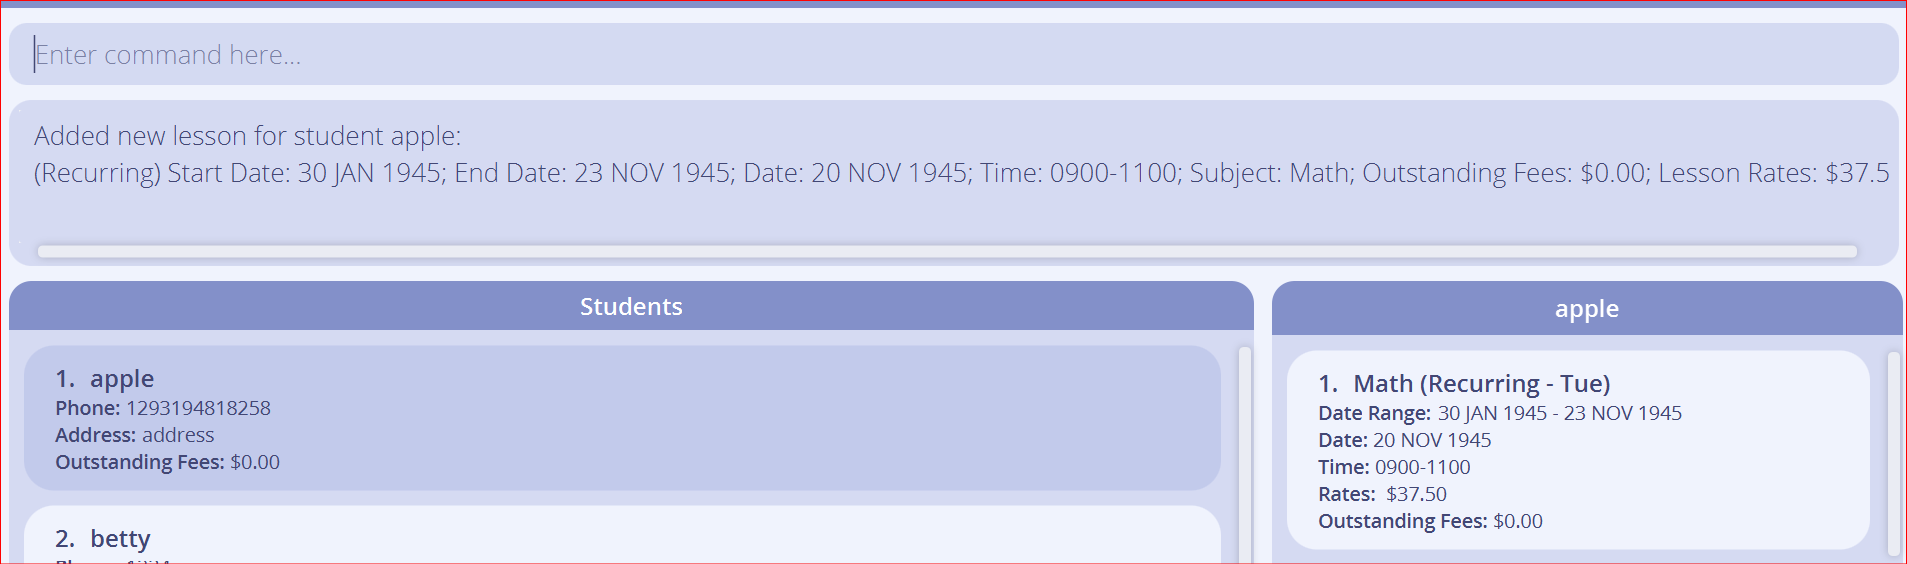 Enter command here...
Added new lesson for student apple:
(Recurring) Start Date: 30 JAN 1945; End Date: 23 NOV 1945; Date: 20 NOV 1945; Time: 0900-1100; Subject: Math; Outstanding Fees: $0.00; Lesson Rates: $37.5
Students
1. apple
Phone: 1293194818258
Address: address
Outstanding Fees: $0.00
2. betty
apple
1. Math (Recurring - Tue)
Date Range: 30 JAN 1945 - 23 NOV 1945
Date: 20 NOV 1945
Time: 0900-1100
Rates: $37.50
Outstanding Fees: $0.00